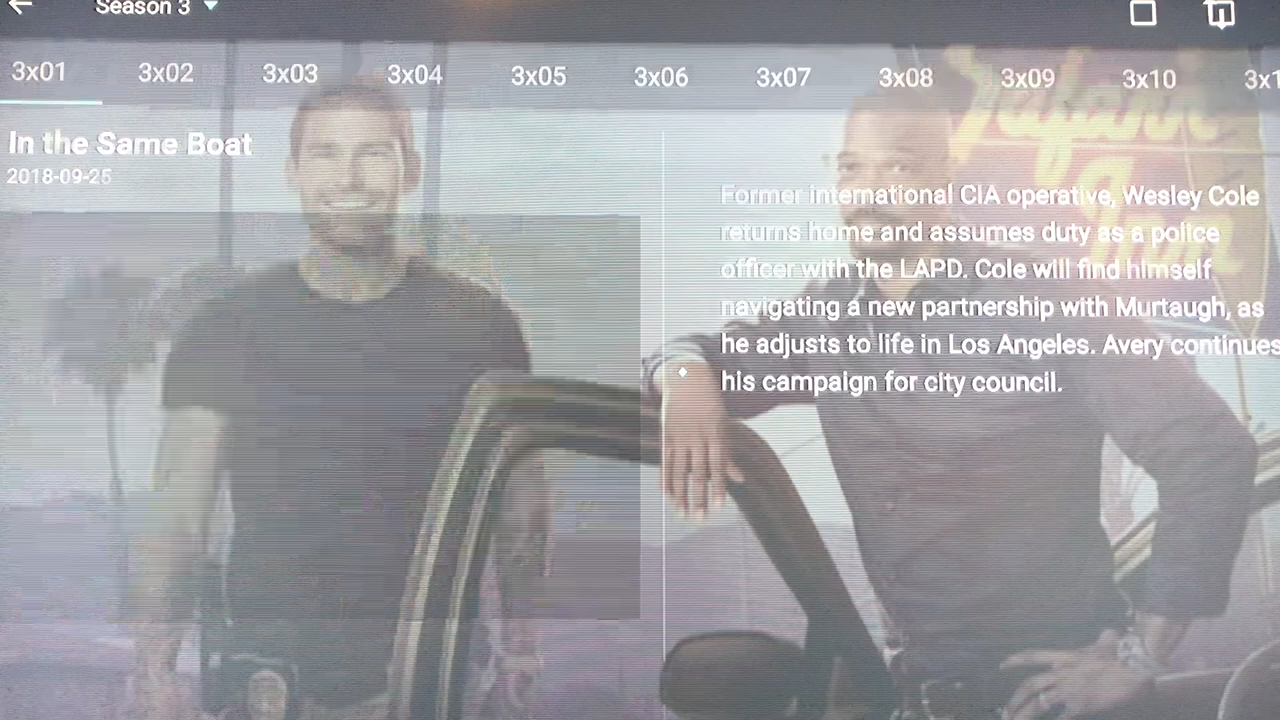 Season 3
3x01 3x02 3x03 3x04 3x05 3x06 3x07 3x08 3x09 3x10 3x1
In the Same Boat
2018-09-25
Former international CIA operative, Wesley Cole
returns home and assumes duty as a police
officer with the LAPD. Cole will find himself
navigating a new partnership with Murtaugh, as
he adjusts to life in Los Angeles. Avery continues
his campaign for city council.